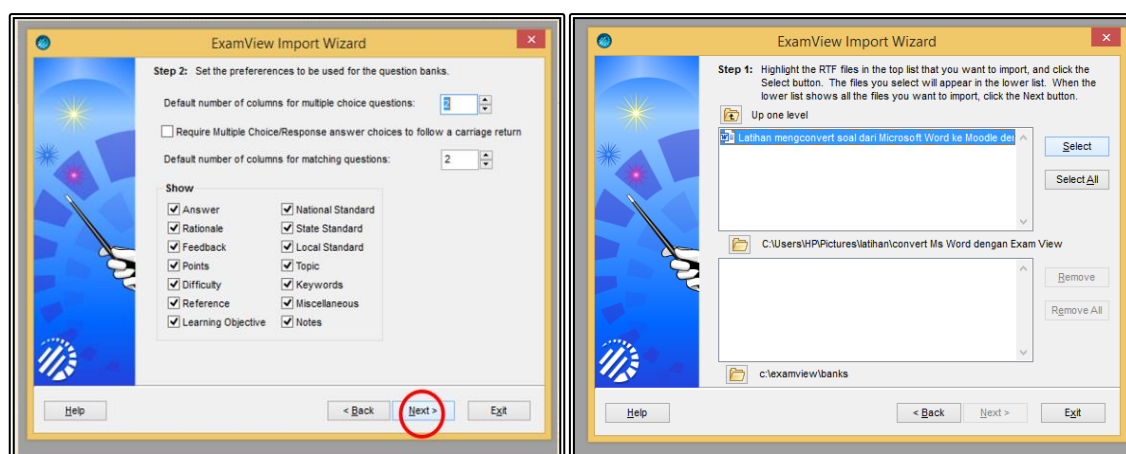 ExamView Import Wizard
Step 2: Set the prefererences to be used for the question banks.
Default number of columns for multiple choice questions: 2
Require Multiple Choice/Response answer choices to follow a carriage return
Default number of columns for matching questions: 2
Show
Answer National Standard
Rationale State Standard
Feedback Local Standard
Points Topic
Difficulty Keywords
Reference Miscellaneous
Learning Objective Notes
Help < Back Next > Exit
ExamView Import Wizard
Step 1: Highlight the RTF files in the top list that you want to import, and click the
Select button. The files you select will appear in the lower list. When the
lower list shows all the files you want to import, click the Next button.
Up one level
Latihan mengconvert soal dari Microsoft Word ke Moodle der
Select
Select All
C:\Users\HP\Pictures\latihan\convert Ms Word dengan Exam View
Remove
Remove All
c:\examview\banks
Help < Back Next > Exit